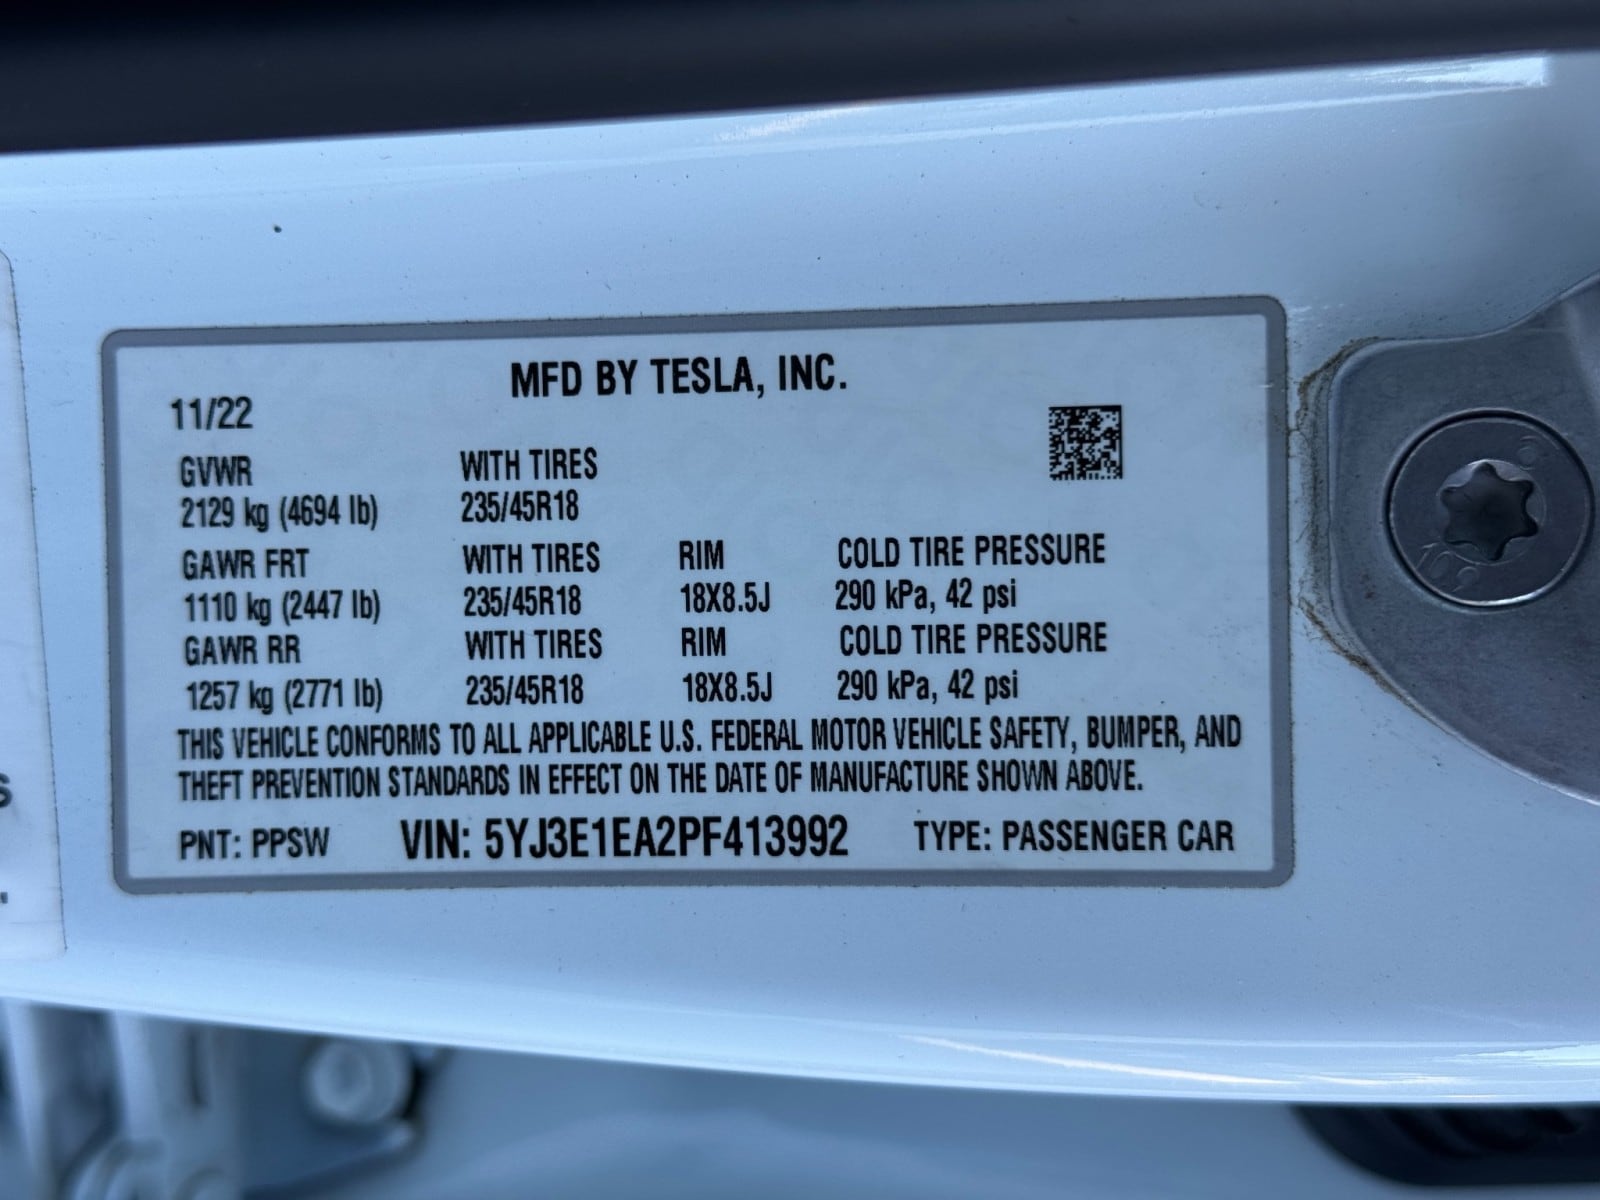 MFD BY TESLA, INC.
11/22
GVWR WITH TIRES
2129 kg (4694 lb) 235/45R18
GAWR FRT WITH TIRES RIM COLD TIRE PRESSURE
1110 kg (2447 lb) 235/45R18 18X8.5J 290 kPa, 42 psi
GAWR RR WITH TIRES RIM COLD TIRE PRESSURE
1257 kg (2771 lb) 235/45R18 18X8.5J 290 kPa, 42 psi
THIS VEHICLE CONFORMS TO ALL APPLICABLE U.S. FEDERAL MOTOR VEHICLE SAFETY, BUMPER, AND
THEFT PREVENTION STANDARDS IN EFFECT ON THE DATE OF MANUFACTURE SHOWN ABOVE.
PNT: PPSW VIN: 5YJ3E1EA2PF413992 TYPE: PASSENGER CAR